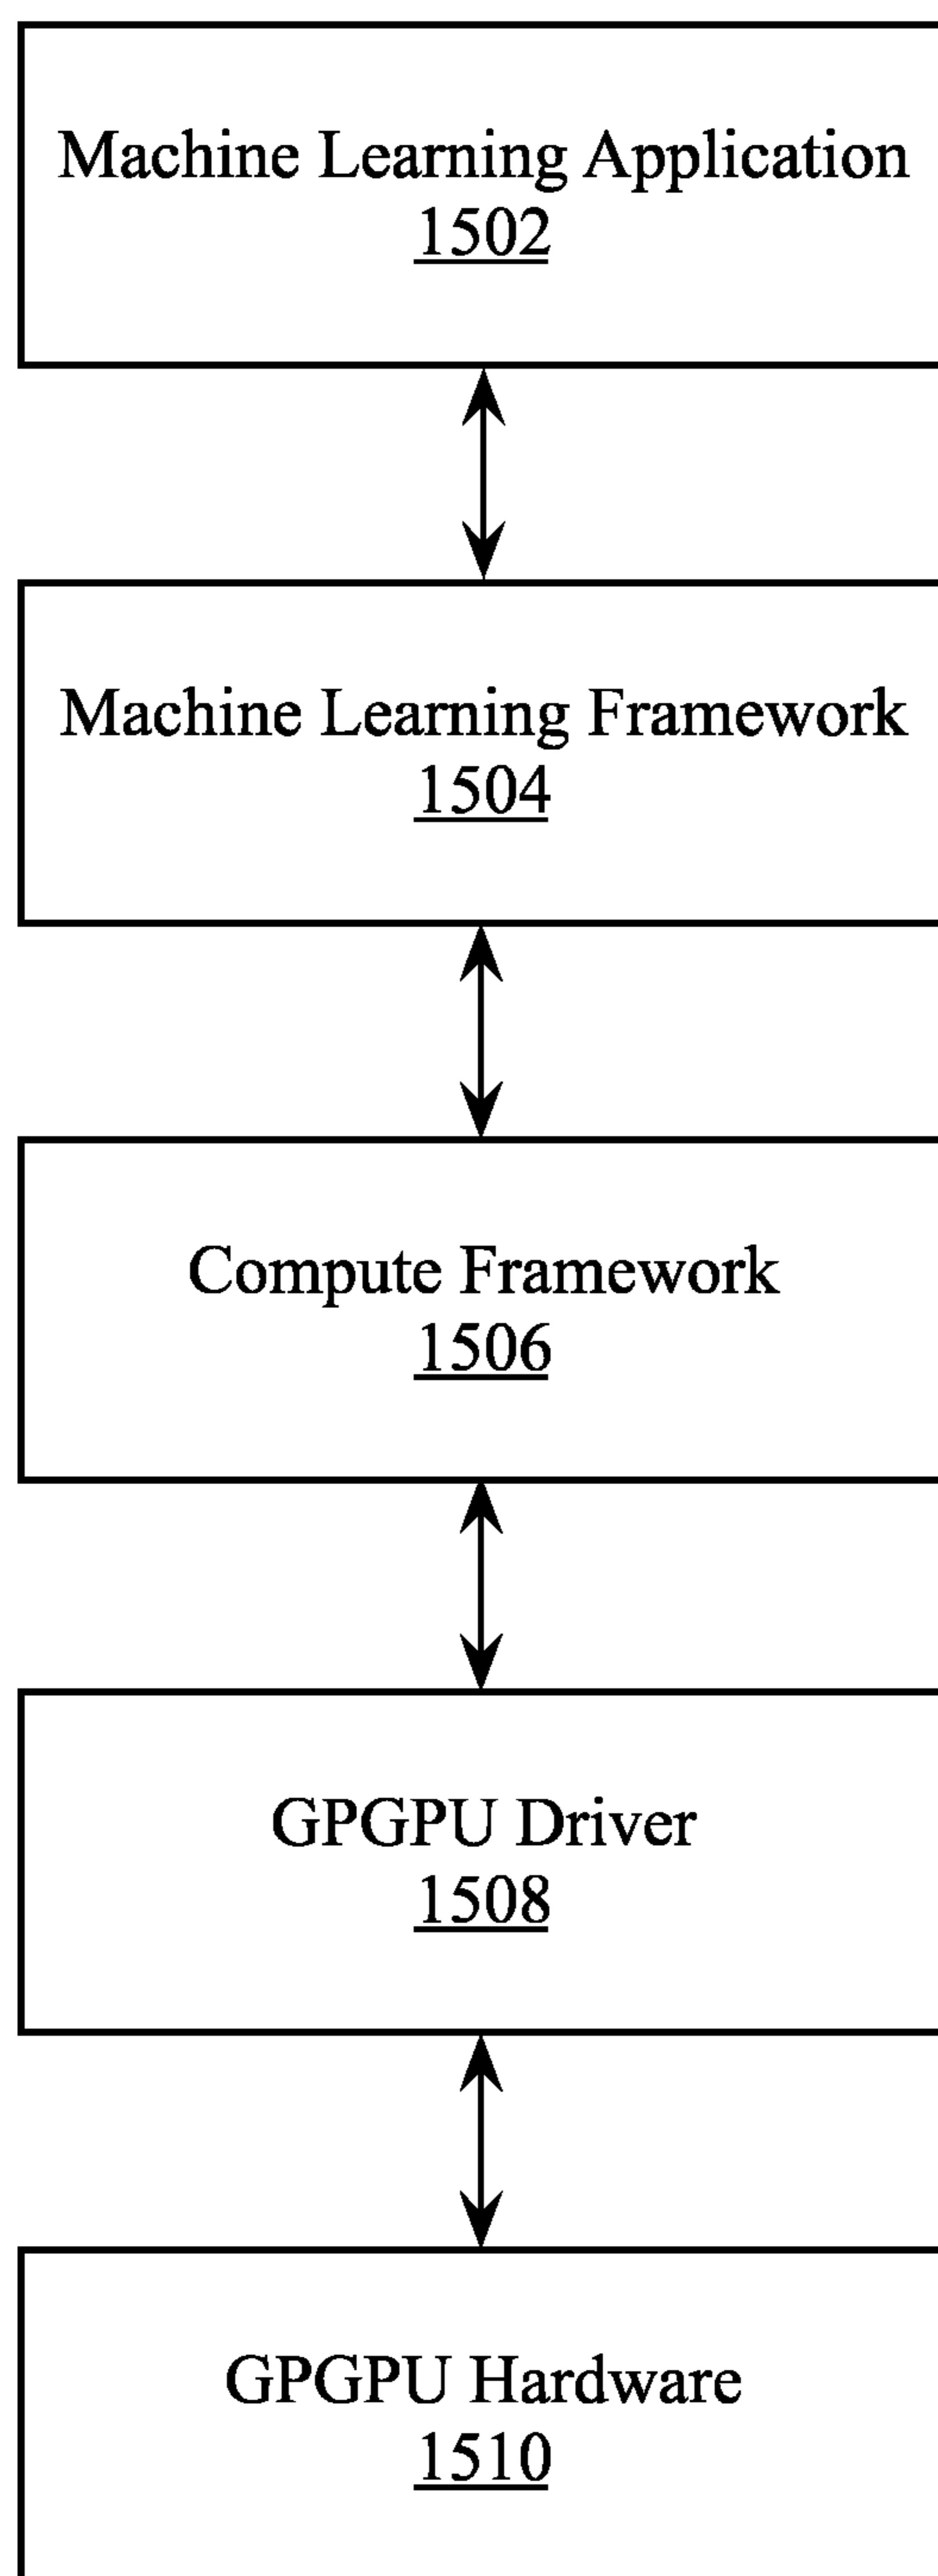 Machine Learning Application
1502
Machine Learning Framework
1504
Compute Framework
1506
GPGPU Driver
1508
GPGPU Hardware
1510